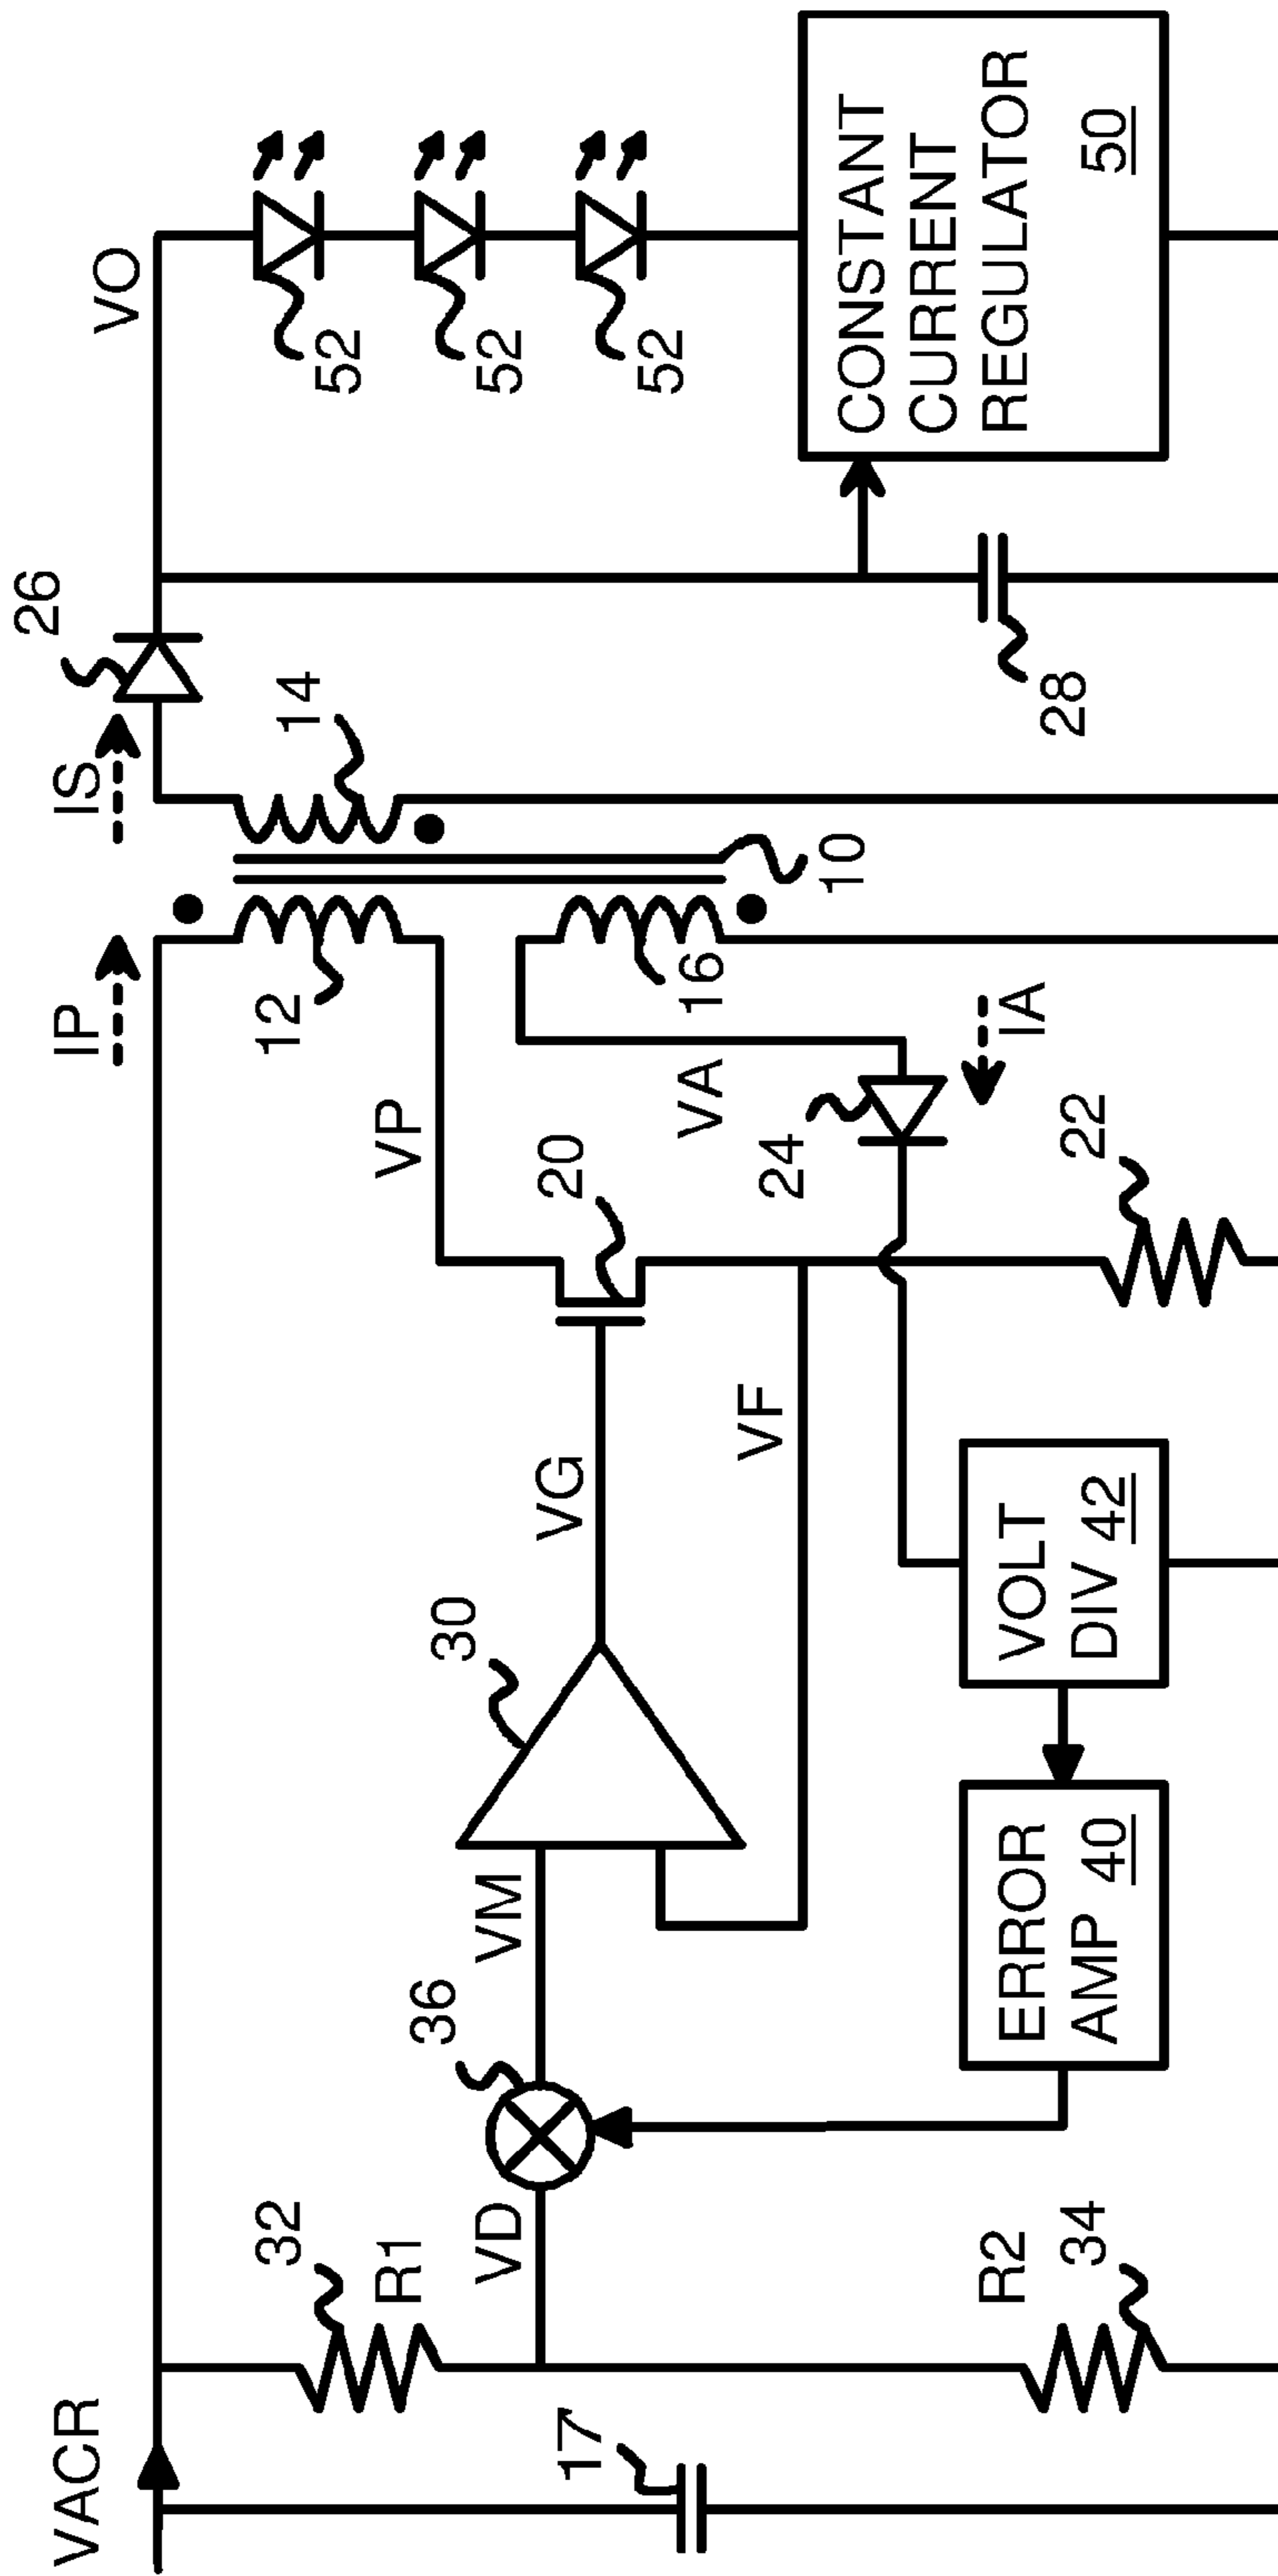 VACR
IP
IS
26
VO
32
R1
12
14
52
52
52
VP
30
VG
20
36
VD
VM
17
VF
VA
16
10
24
IA
CONSTANT
CURRENT
REGULATOR
50
R2
34
ERROR
AMP 40
VOLT
DIV 42
22
28